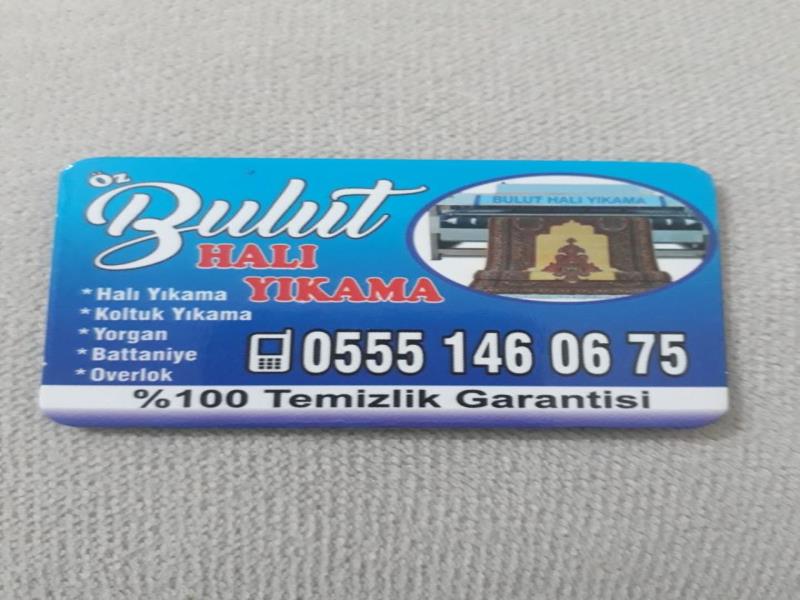 Öz
Bulut
HALI
YIKAMA
BULUT HALI YIKAMA
* Halı Yıkama
* Koltuk Yıkama
* Yorgan
* Battaniye
* Overlok
0555 146 06 75
%100 Temizlik Garantisi